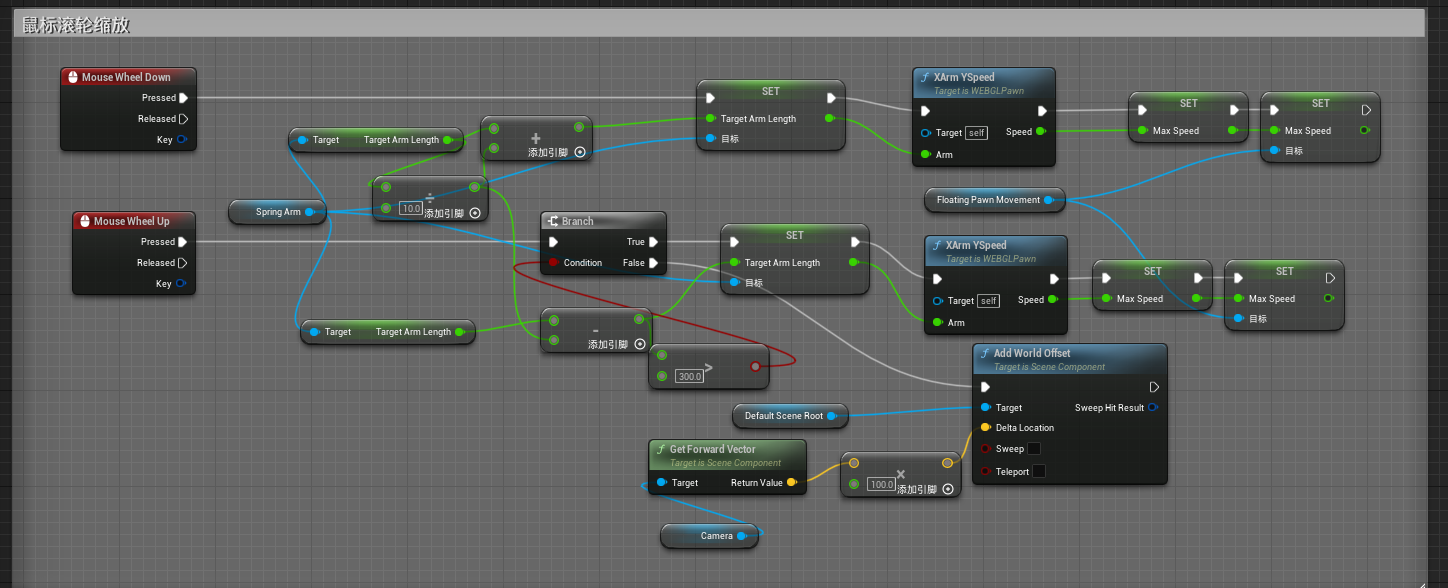 鼠标滚轮缩放
Mouse Wheel Down
Pressed
Released
Key
Target
Target Arm Length
+
添加引脚
÷
10.0
添加引脚
Spring Arm
SET
Target Arm Length
目标
XArm YSpeed
Target is WEBGLPawn
Target
self
Speed
Arm
SET
Max Speed
SET
Max Speed
目标
Floating Pawn Movement
Mouse Wheel Up
Pressed
Released
Key
Branch
True
Condition
False
SET
Target Arm Length
目标
XArm YSpeed
Target is WEBGLPawn
Target
self
Speed
Arm
SET
Max Speed
SET
Max Speed
目标
Target
Target Arm Length
-
添加引脚
>
300.0
Default Scene Root
Add World Offset
Target is Scene Component
Target
Sweep Hit Result
Delta Location
Sweep
Teleport
Get Forward Vector
Target is Scene Component
Target
Return Value
×
100.0
添加引脚
Camera